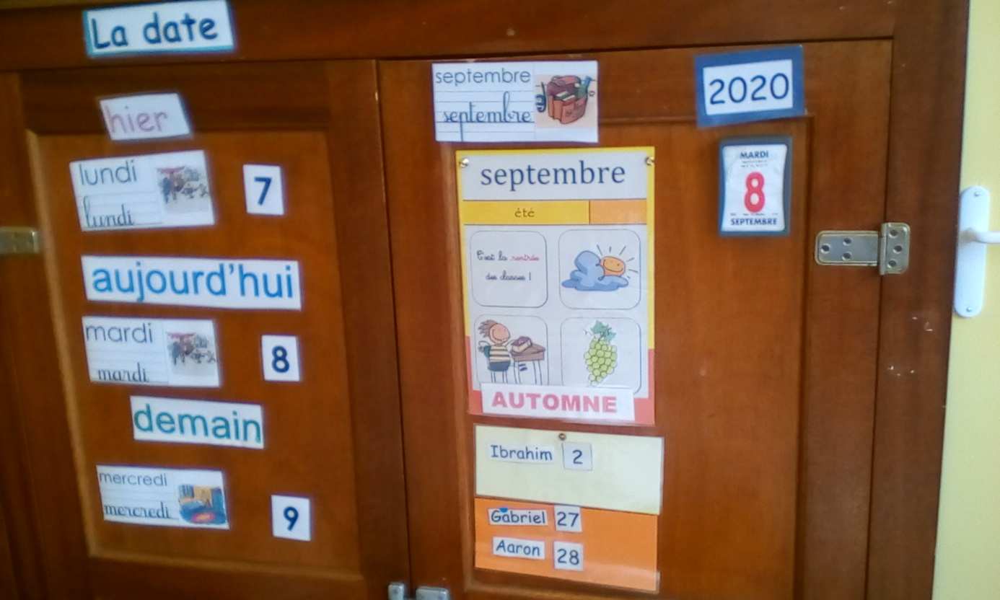 La date
hier
lundi
lundi
7
aujourd'hui
mardi
mardi
8
demain
mercredi
mercredi
9
septembre
septembre
septembre
été
C'est la rentrée
des classes !
AUTOMNE
Ibrahim 2
Gabriel 27
Aaron 28
2020
MARDI
8
SEPTEMBRE